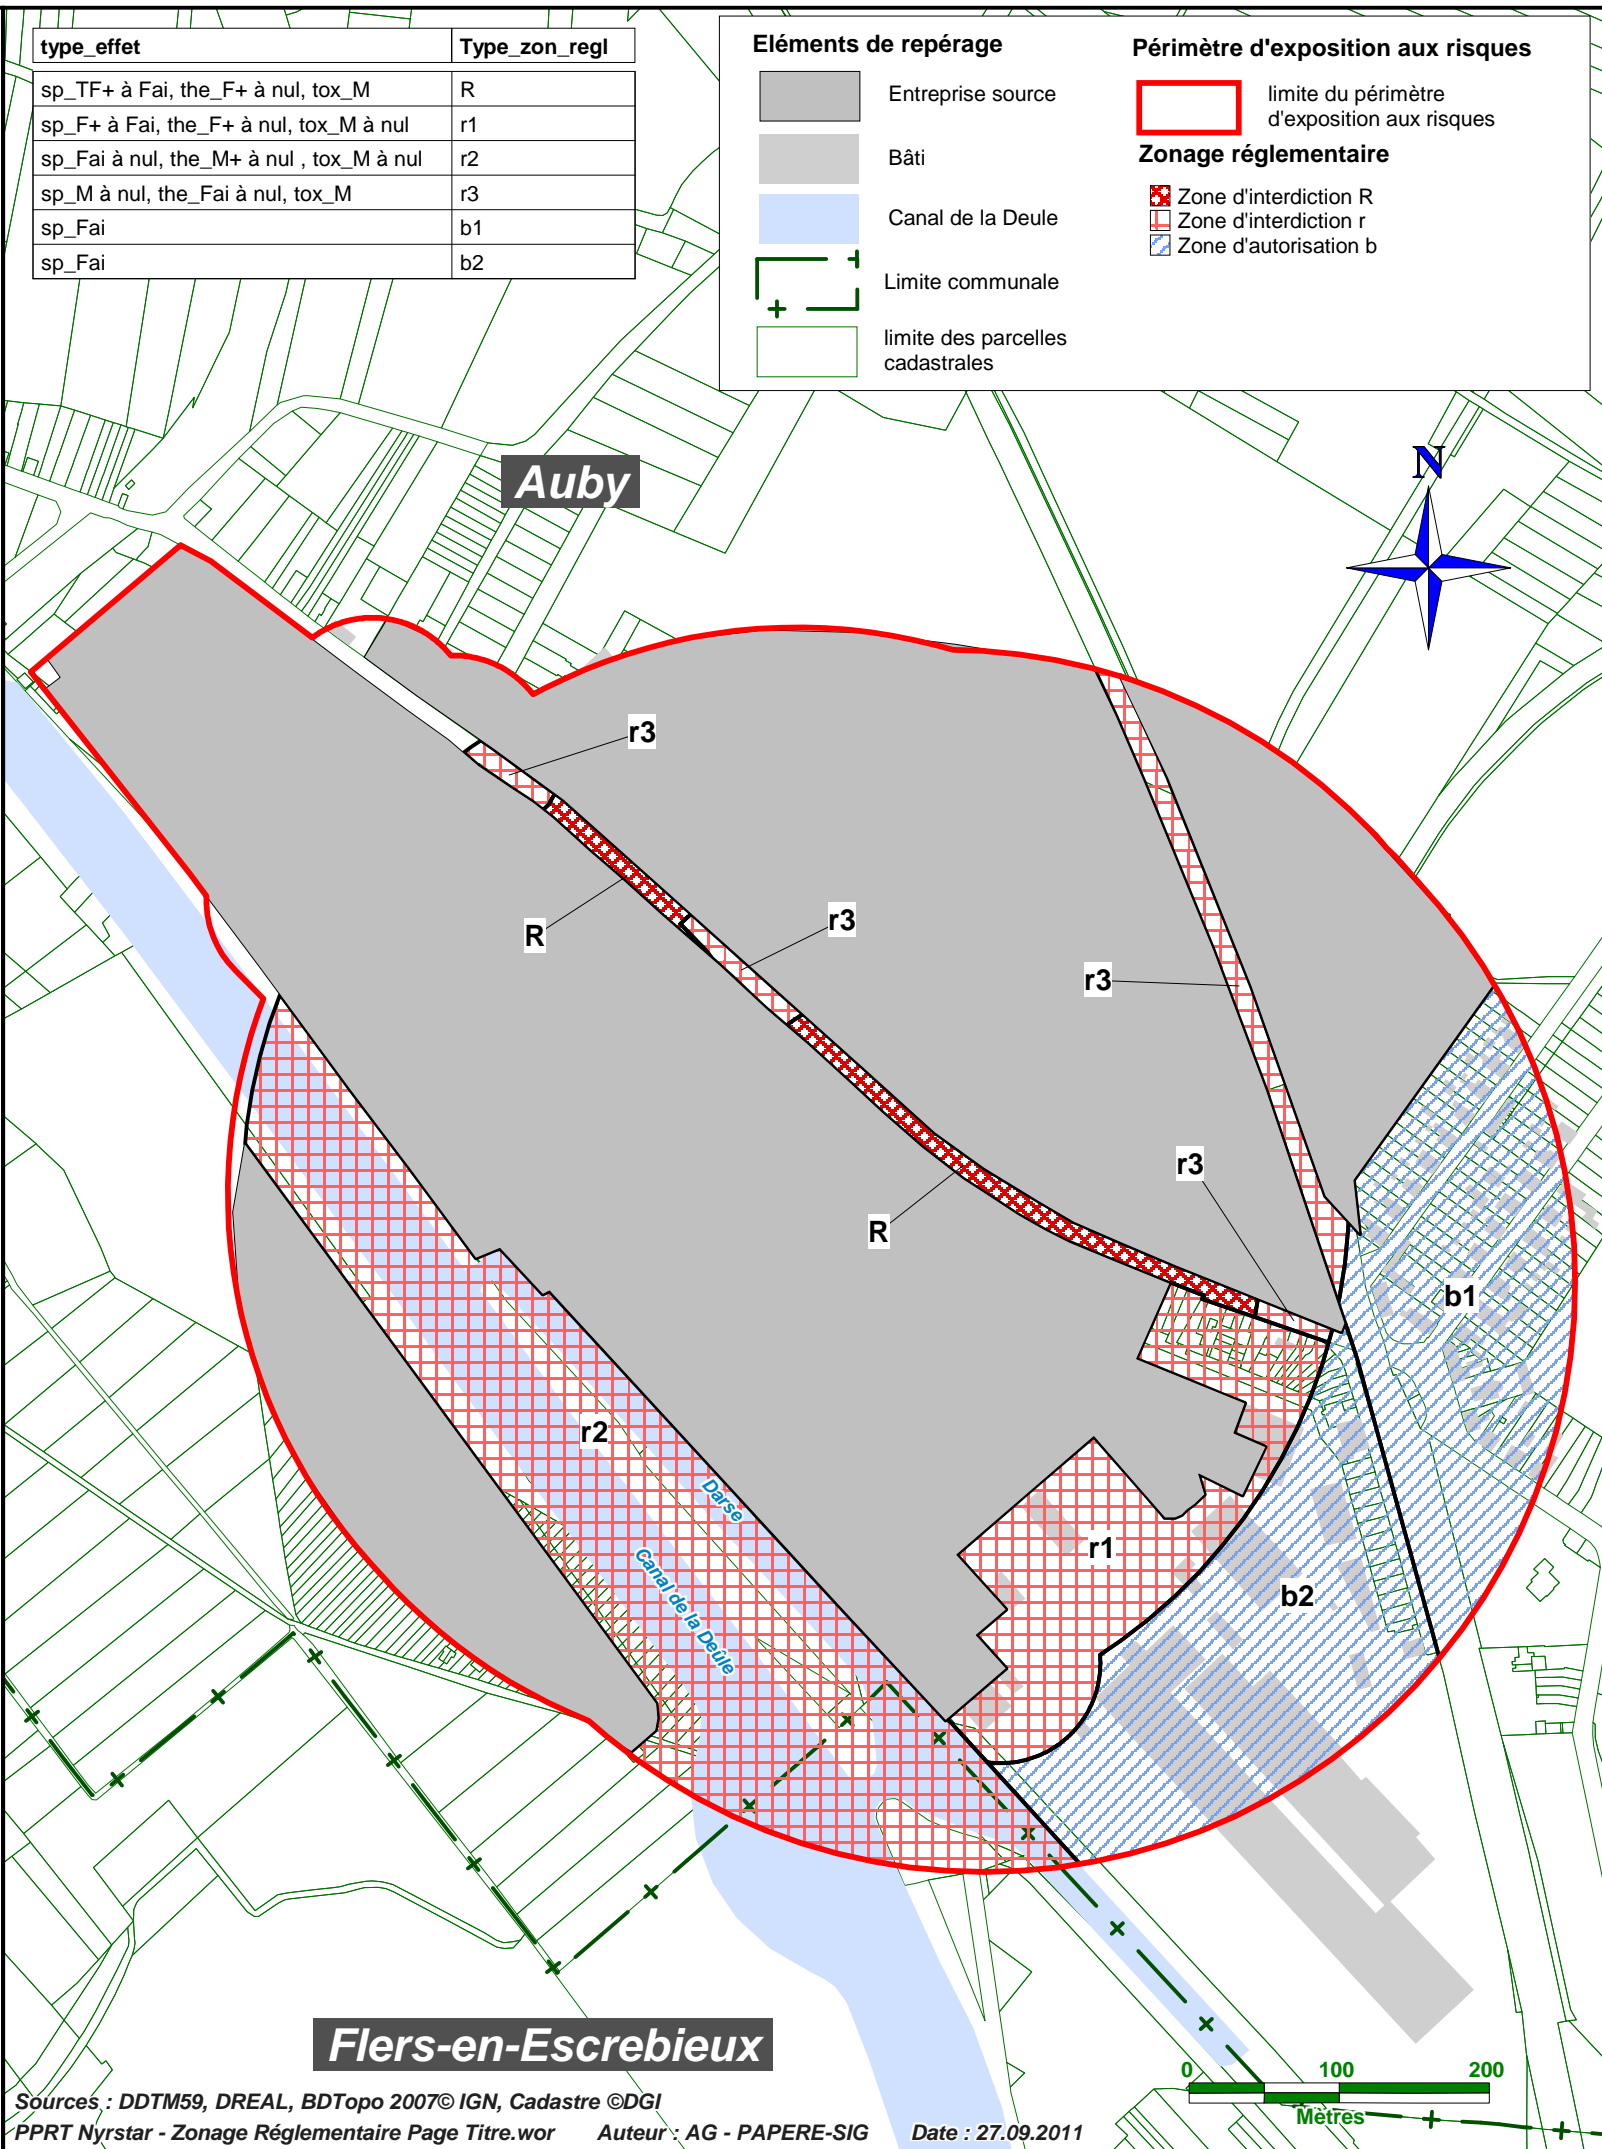 type_effet Type_zon_regl
sp_TF+ à Fai, the_F+ à nul, tox_M R
sp_F+ à Fai, the_F+ à nul, tox_M à nul r1
sp_Fai à nul, the_M+ à nul , tox_M à nul r2
sp_M à nul, the_Fai à nul, tox_M r3
sp_Fai b1
sp_Fai b2
Eléments de repérage
Entreprise source
Bâti
Canal de la Deule
Limite communale
limite des parcelles
cadastrales
Périmètre d'exposition aux risques
limite du périmètre
d'exposition aux risques
Zonage réglementaire
Zone d'interdiction R
Zone d'interdiction r
Zone d'autorisation b
N
Auby
r3
R
r3
r3
r3
R
b1
r2
Darse
Canal de la Deûle
r1
b2
Flers-en-Escrebieux
0 100 200
Mètres
Sources : DDTM59, DREAL, BDTopo 2007© IGN, Cadastre ©DGI
PPRT Nyrstar - Zonage Réglementaire Page Titre.wor Auteur : AG - PAPERE-SIG Date : 27.09.2011